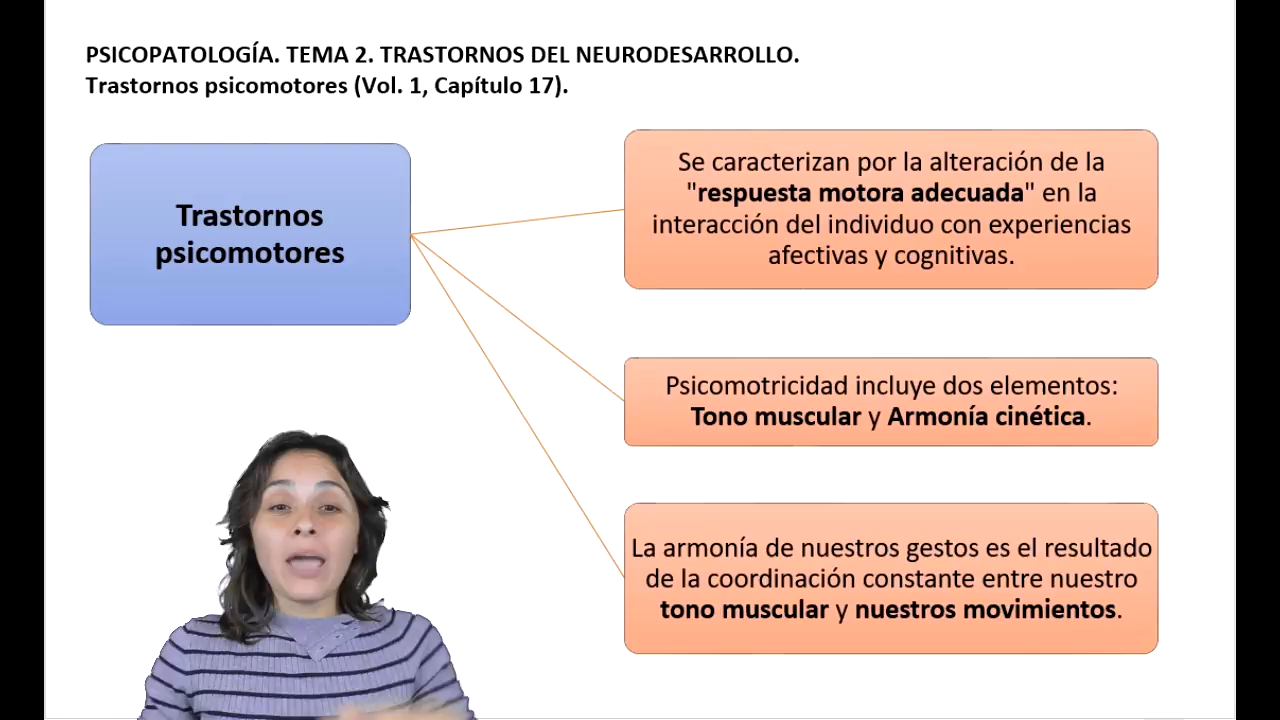 PSICOPATOLOGÍA. TEMA 2. TRASTORNOS DEL NEURODESARROLLO.
Trastornos psicomotores (Vol. 1, Capítulo 17).
Trastornos
psicomotores
Se caracterizan por la alteración de la
"respuesta motora adecuada" en la
interacción del individuo con experiencias
afectivas y cognitivas.
Psicomotricidad incluye dos elementos:
Tono muscular y Armonía cinética.
La armonía de nuestros gestos es el resultado
de la coordinación constante entre nuestro
tono muscular y nuestros movimientos.